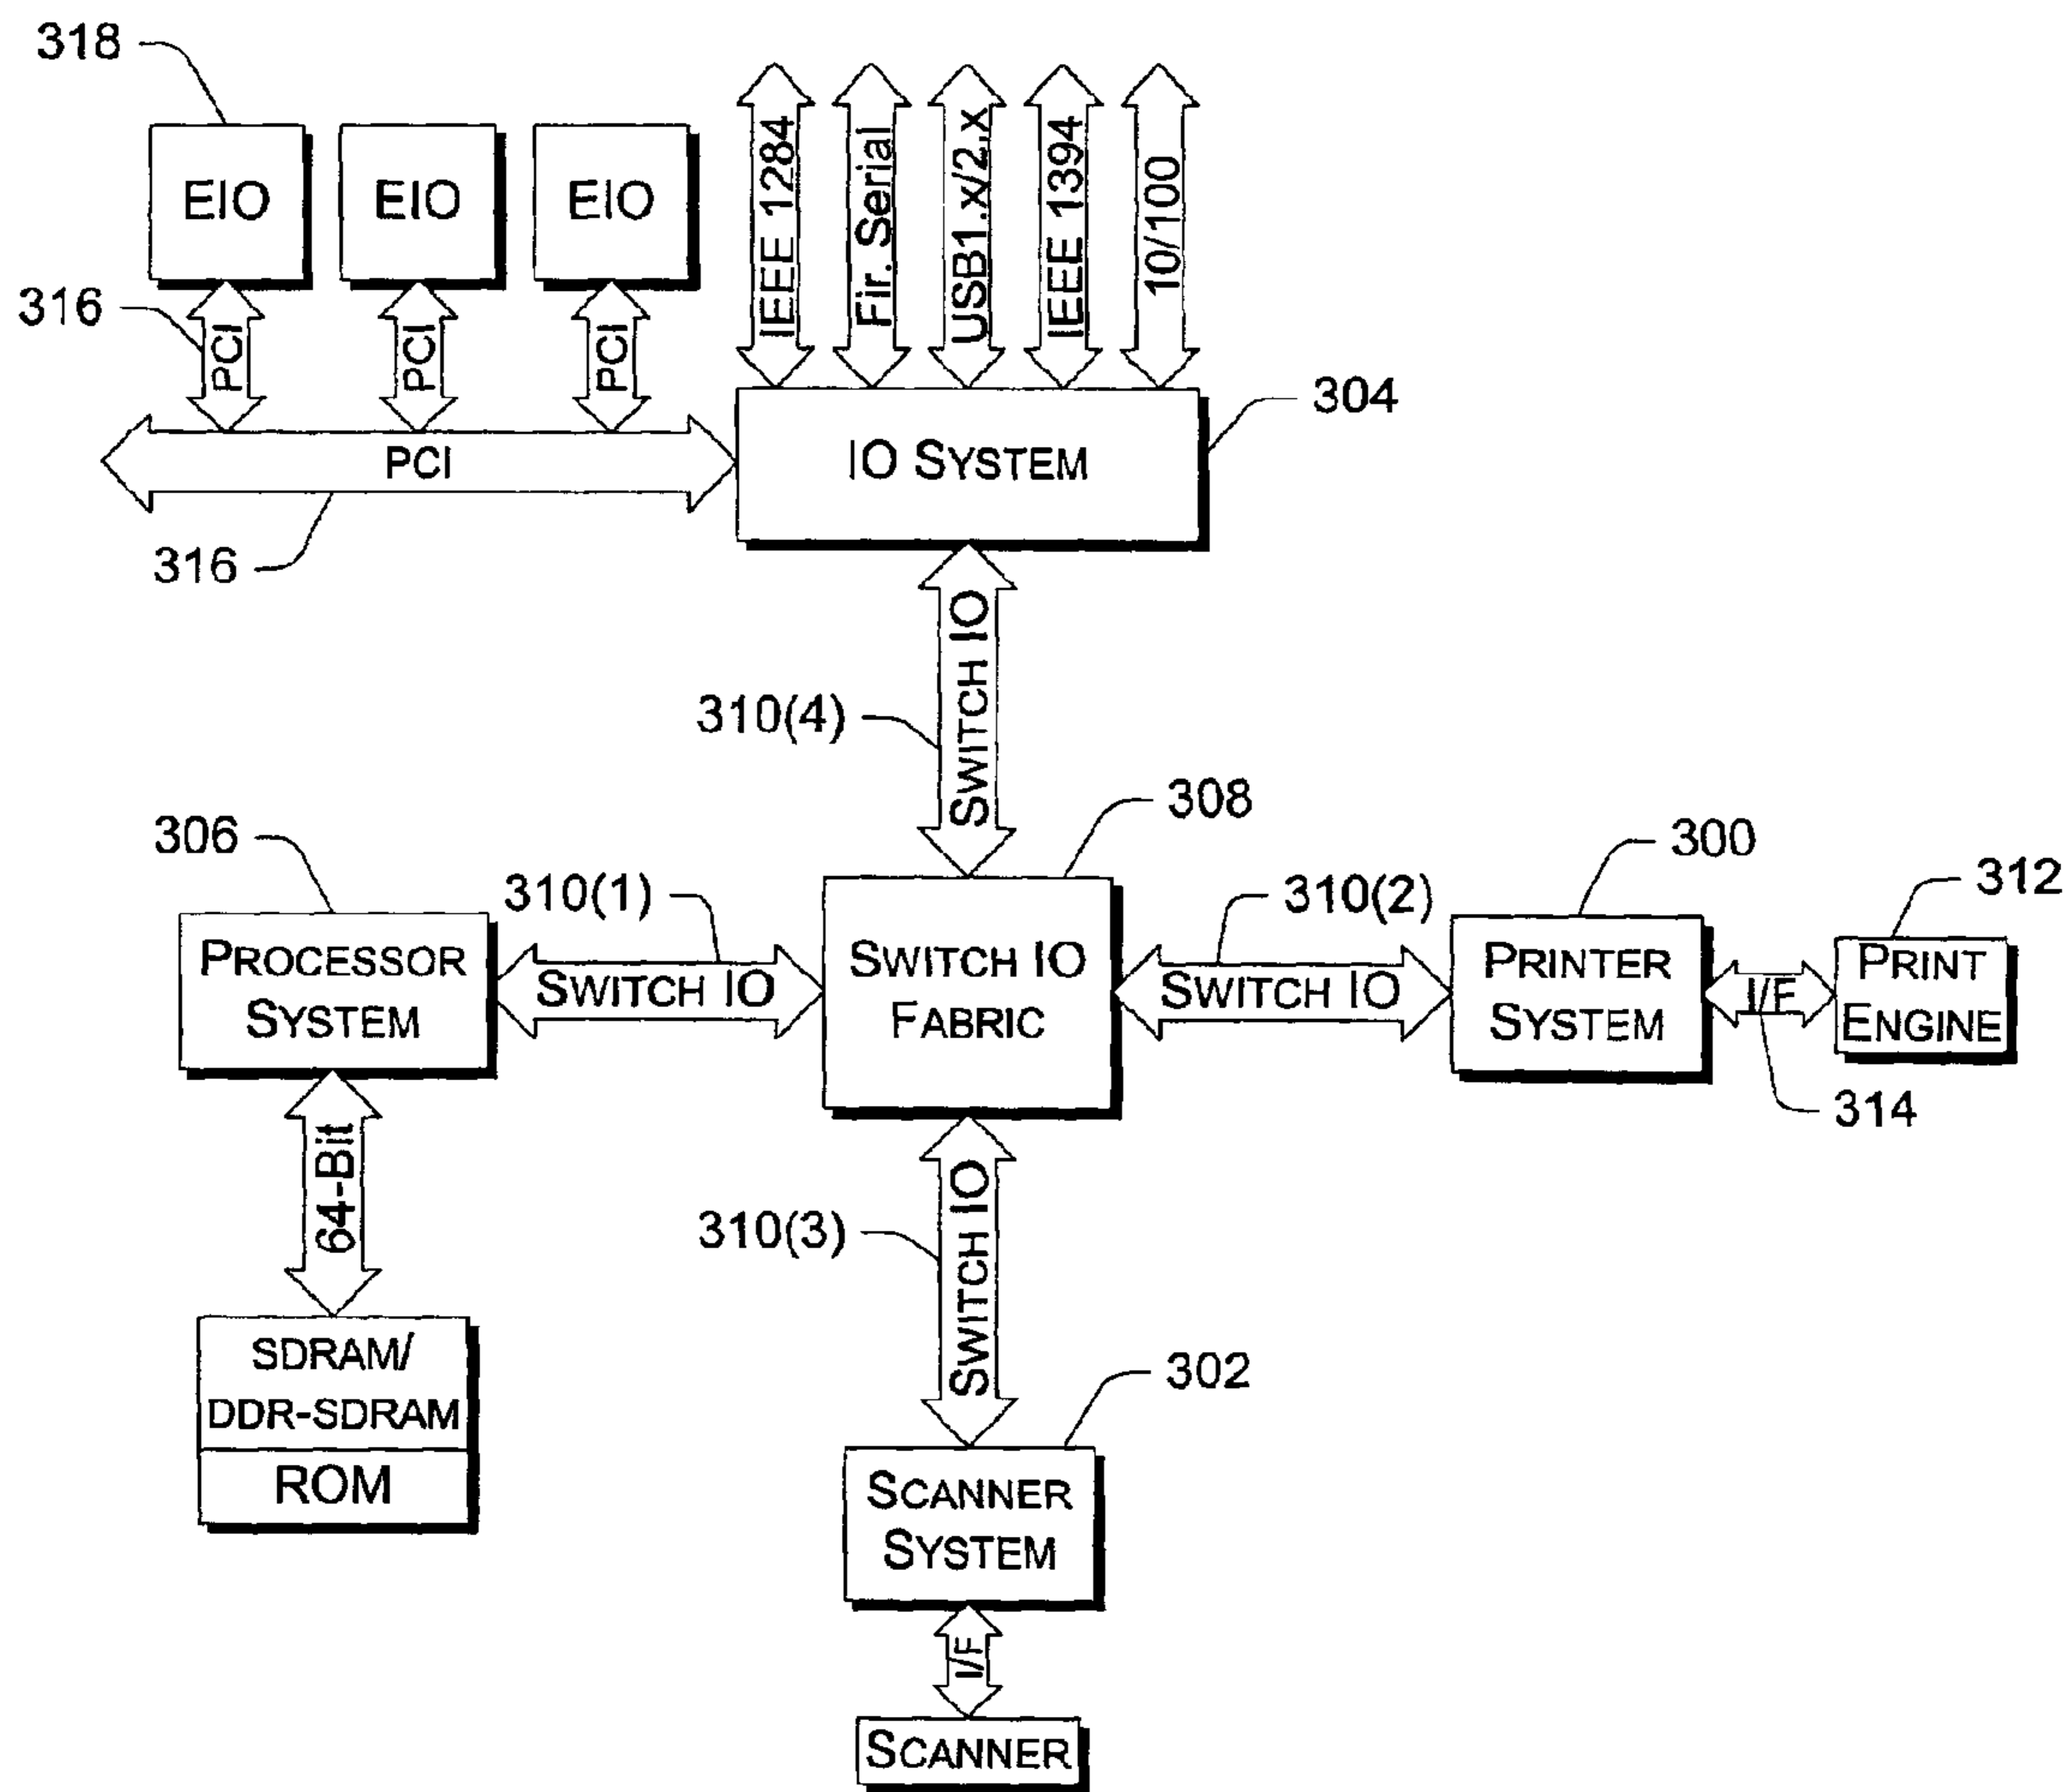 318
EIO
EIO
EIO
IEEE 1284
Fir. Serial
USB1.x/2.x
IEEE 1394
10/100
316
PCI
PCI
PCI
PCI
316
IO SYSTEM
304
SWITCH IO
310(4)
308
306
310(1)
310(2)
300
312
PROCESSOR
SYSTEM
SWITCH IO
SWITCH IO
FABRIC
SWITCH IO
PRINTER
SYSTEM
I/F
PRINT
ENGINE
314
64-Bit
310(3)
SWITCH IO
SDRAM/
DDR-SDRAM
ROM
302
SCANNER
SYSTEM
I/F
SCANNER